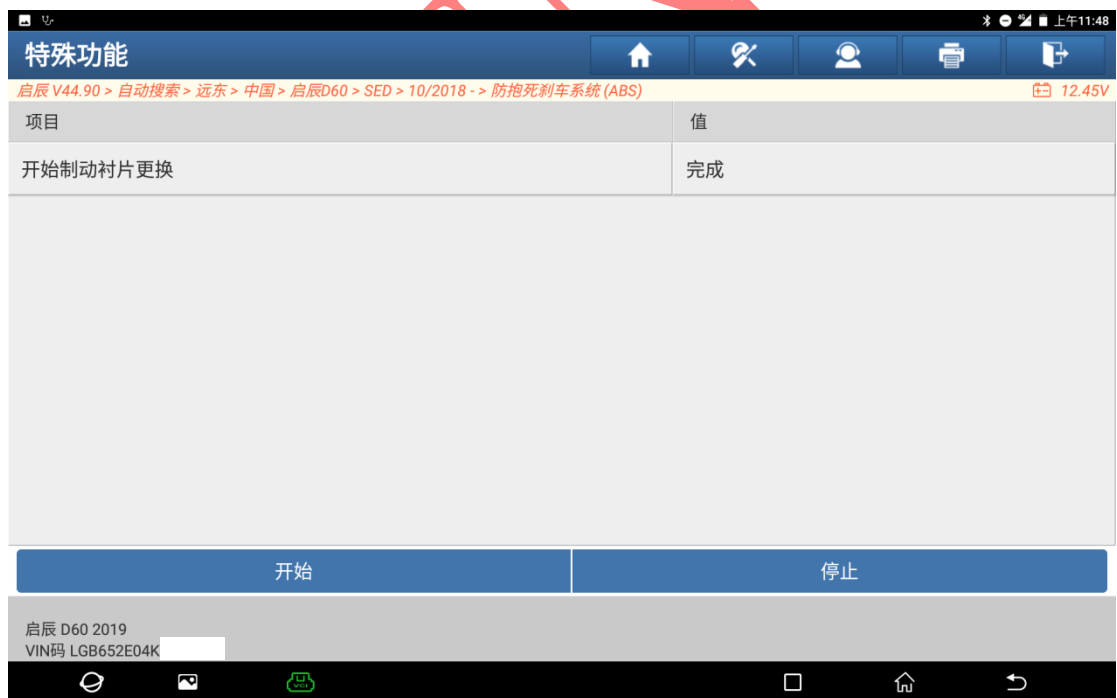 上午11:48
特殊功能
启辰 V44.90 > 自动搜索 > 远东 > 中国 > 启辰D60 > SED > 10/2018 - > 防抱死刹车系统 (ABS)
12.45V
项目
值
开始制动衬片更换
完成
开始
停止
启辰 D60 2019
VIN码 LGB652E04K
VCI